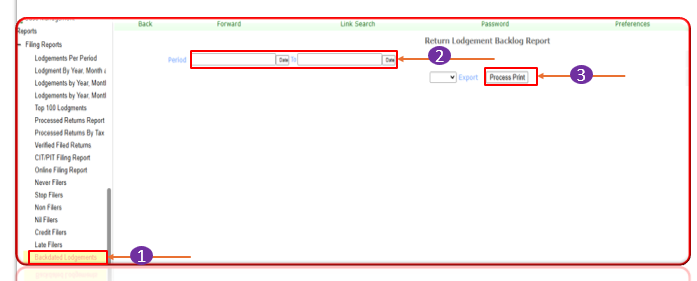 Back Forward Link Search Password Preferences
Reports
Filing Reports
Lodgements Per Period
Lodgment By Year, Month a
Lodgements by Year, Montl
Lodgements by Year, Montl
Top 100 Lodgments
Processed Returns Report
Processed Returns By Tax
Verified Filed Returns
CIT/PIT Filing Report
Online Filing Report
Never Filers
Stop Filers
Non Filers
Nil Filers
Credit Filers
Late Filers
Backdated Lodgements
1
Return Lodgement Backlog Report
Period Date to Date
2
Export Process Print
3